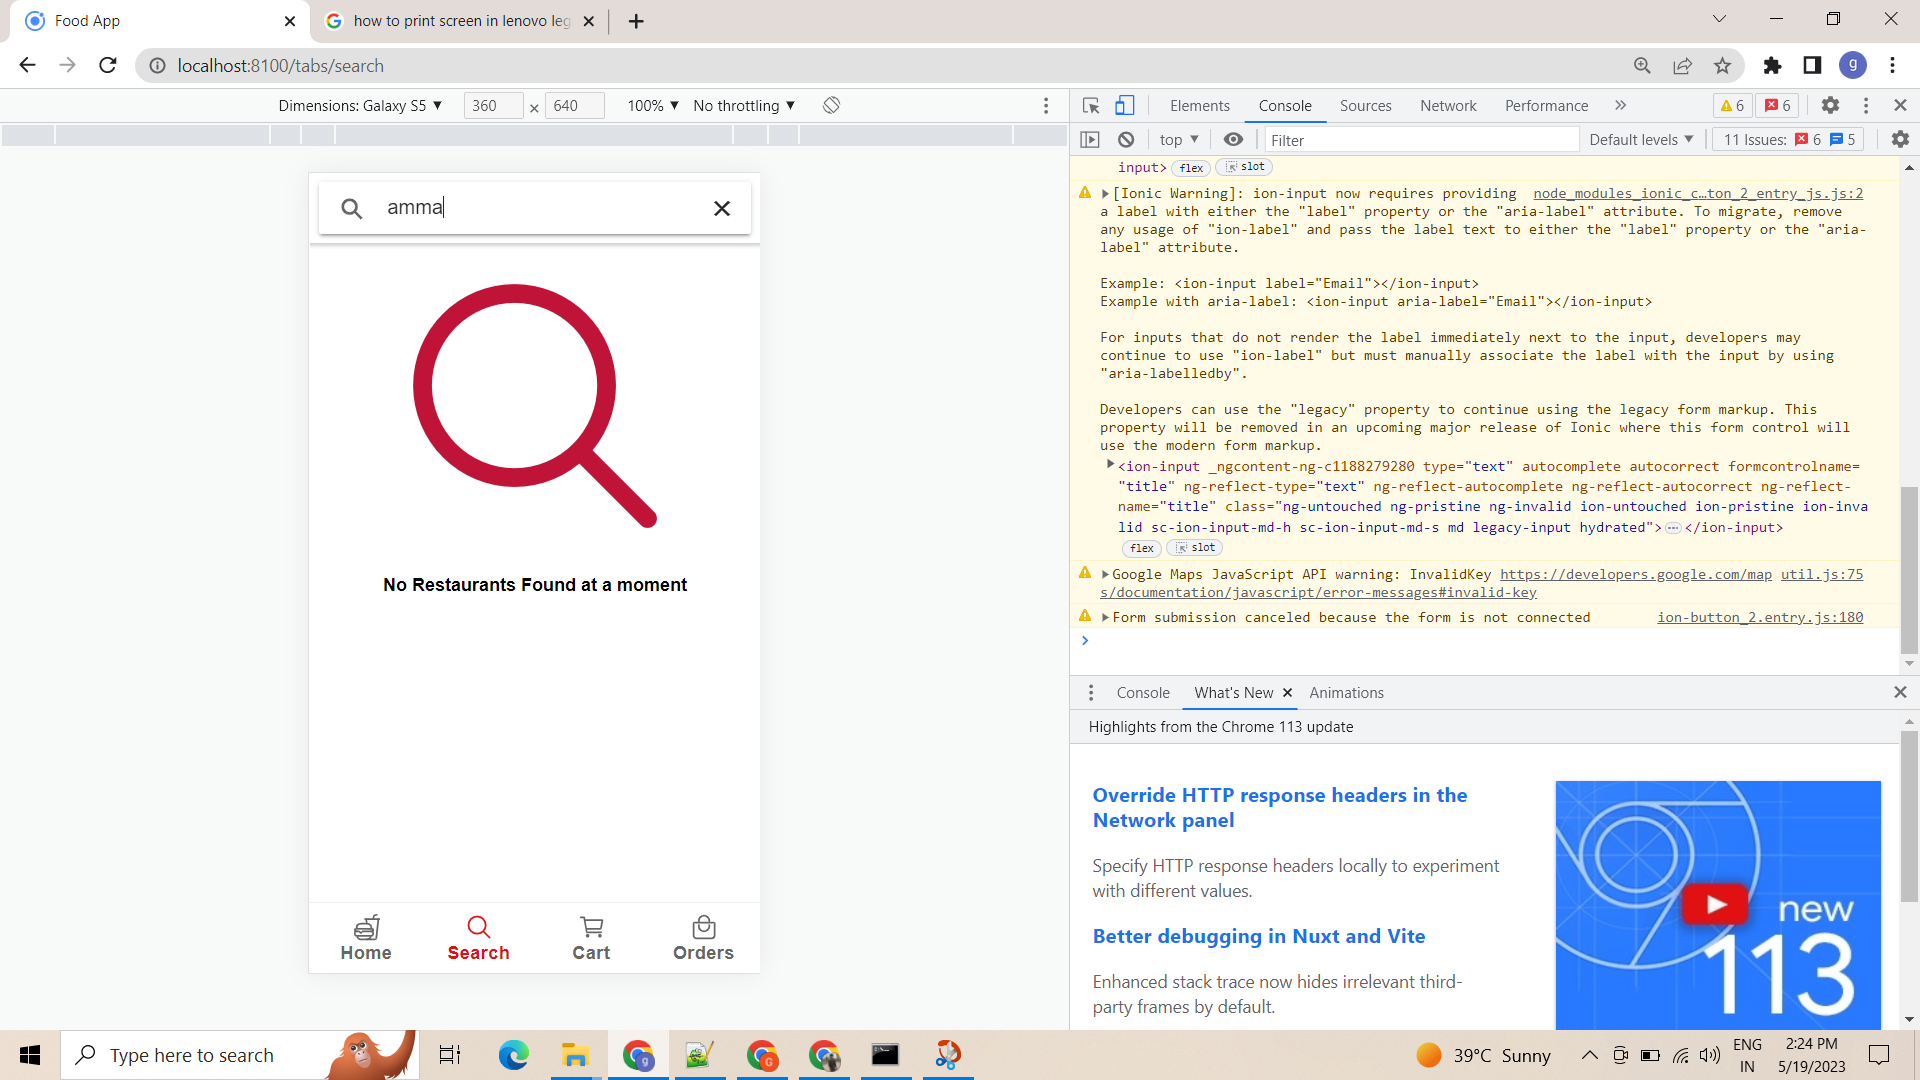 Food App
how to print screen in lenovo leg
localhost:8100/tabs/search
g
Dimensions: Galaxy S5 ▼ 360 × 640 100% ▼ No throttling ▼
Elements Console Sources Network Performance » 6 6
top ▼ Filter Default levels ▼ 11 Issues: 6 5
input> flex slot
[Ionic Warning]: ion-input now requires providing node_modules_ionic_c…ton_2_entry_js.js:2
a label with either the "label" property or the "aria-label" attribute. To migrate, remove
any usage of "ion-label" and pass the label text to either the "label" property or the "aria-
label" attribute.
Example: <ion-input label="Email"></ion-input>
Example with aria-label: <ion-input aria-label="Email"></ion-input>
For inputs that do not render the label immediately next to the input, developers may
continue to use "ion-label" but must manually associate the label with the input by using
"aria-labelledby".
Developers can use the "legacy" property to continue using the legacy form markup. This
property will be removed in an upcoming major release of Ionic where this form control will
use the modern form markup.
<ion-input _ngcontent-ng-c1188279280 type="text" autocomplete autocorrect formcontrolname=
"title" ng-reflect-type="text" ng-reflect-autocomplete ng-reflect-autocorrect ng-reflect-
name="title" class="ng-untouched ng-pristine ng-invalid ion-untouched ion-pristine ion-inva
lid sc-ion-input-md-h sc-ion-input-md-s md legacy-input hydrated">⋯</ion-input>
flex slot
Google Maps JavaScript API warning: InvalidKey https://developers.google.com/map util.js:75
s/documentation/javascript/error-messages#invalid-key
Form submission canceled because the form is not connected ion-button_2.entry.js:180
amma
No Restaurants Found at a moment
Home Search Cart Orders
Console What's New Animations
Highlights from the Chrome 113 update
Override HTTP response headers in the
Network panel
Specify HTTP response headers locally to experiment
with different values.
Better debugging in Nuxt and Vite
Enhanced stack trace now hides irrelevant third-
party frames by default.
new
113
Type here to search
g
G
39°C Sunny
ENG
IN
2:24 PM
5/19/2023